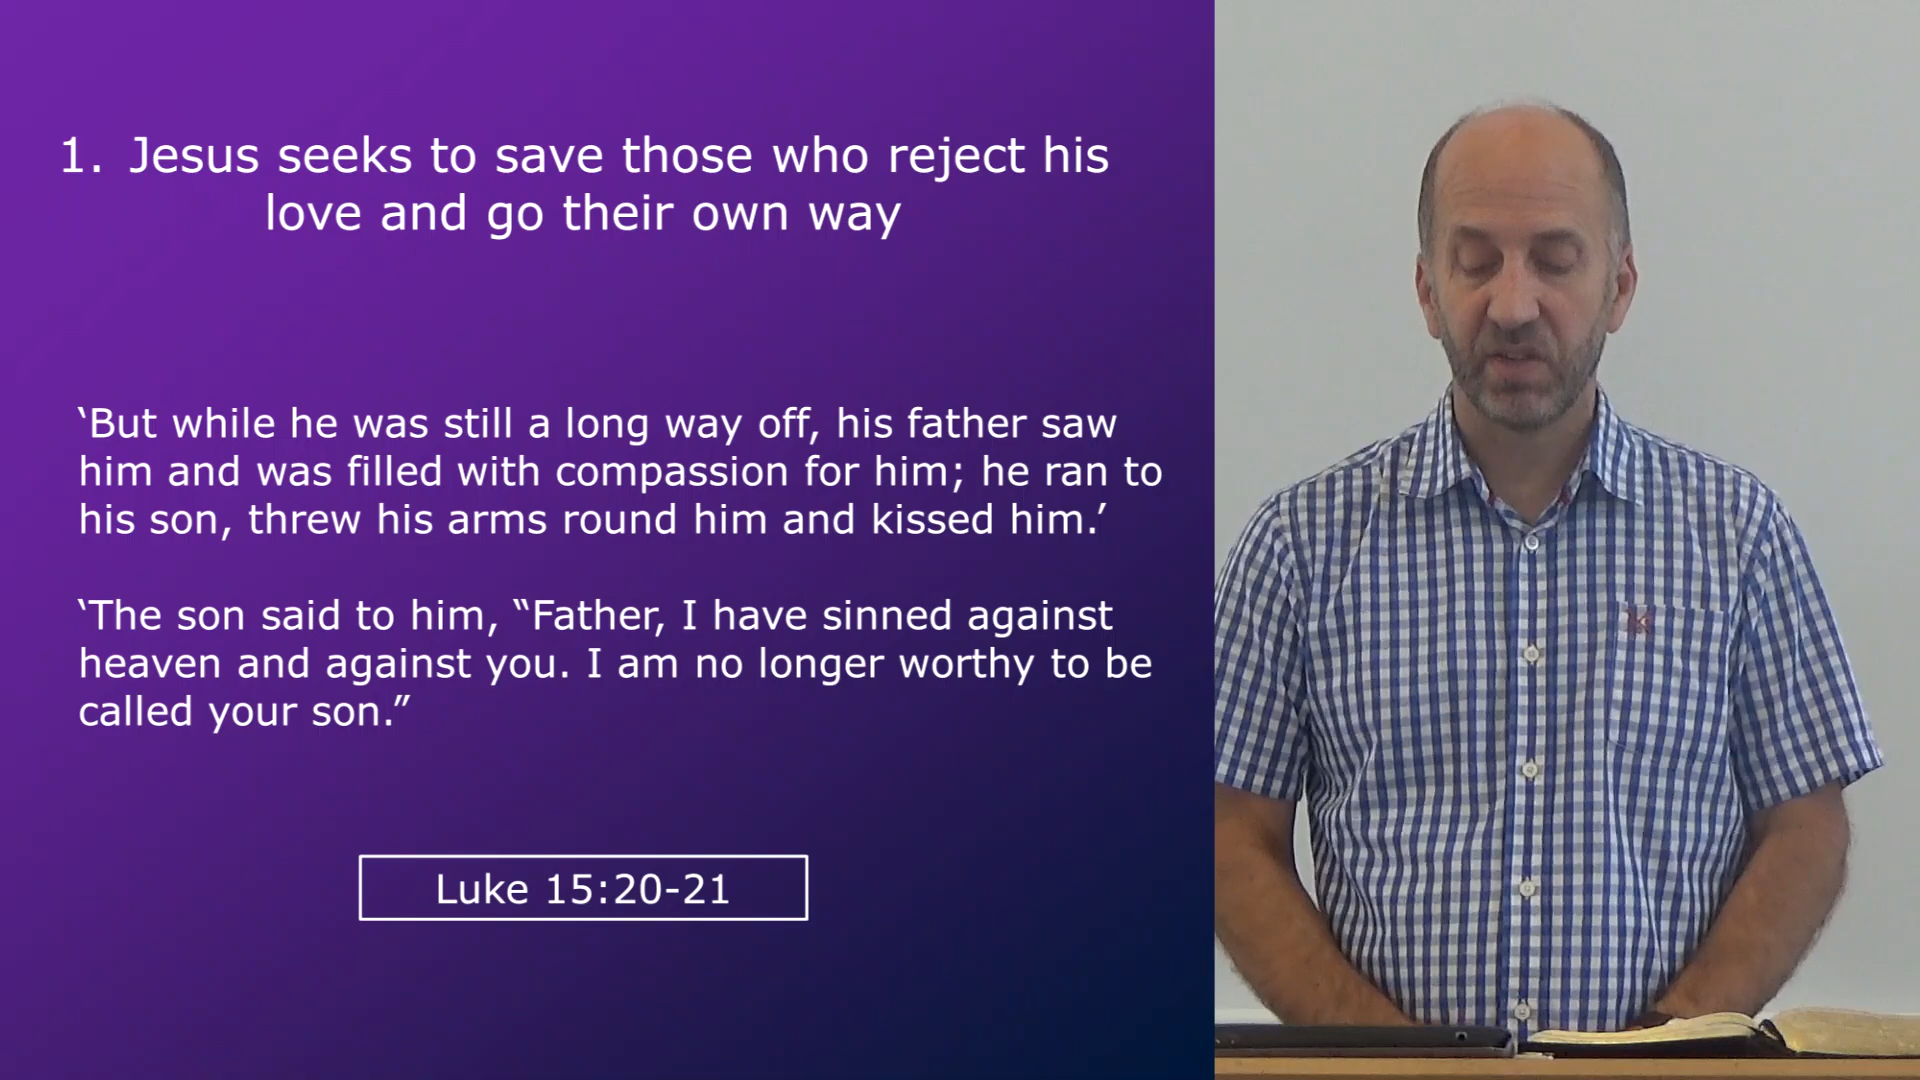 1. Jesus seeks to save those who reject his
love and go their own way
‘But while he was still a long way off, his father saw
him and was filled with compassion for him; he ran to
his son, threw his arms round him and kissed him.’
‘The son said to him, “Father, I have sinned against
heaven and against you. I am no longer worthy to be
called your son.”
Luke 15:20-21